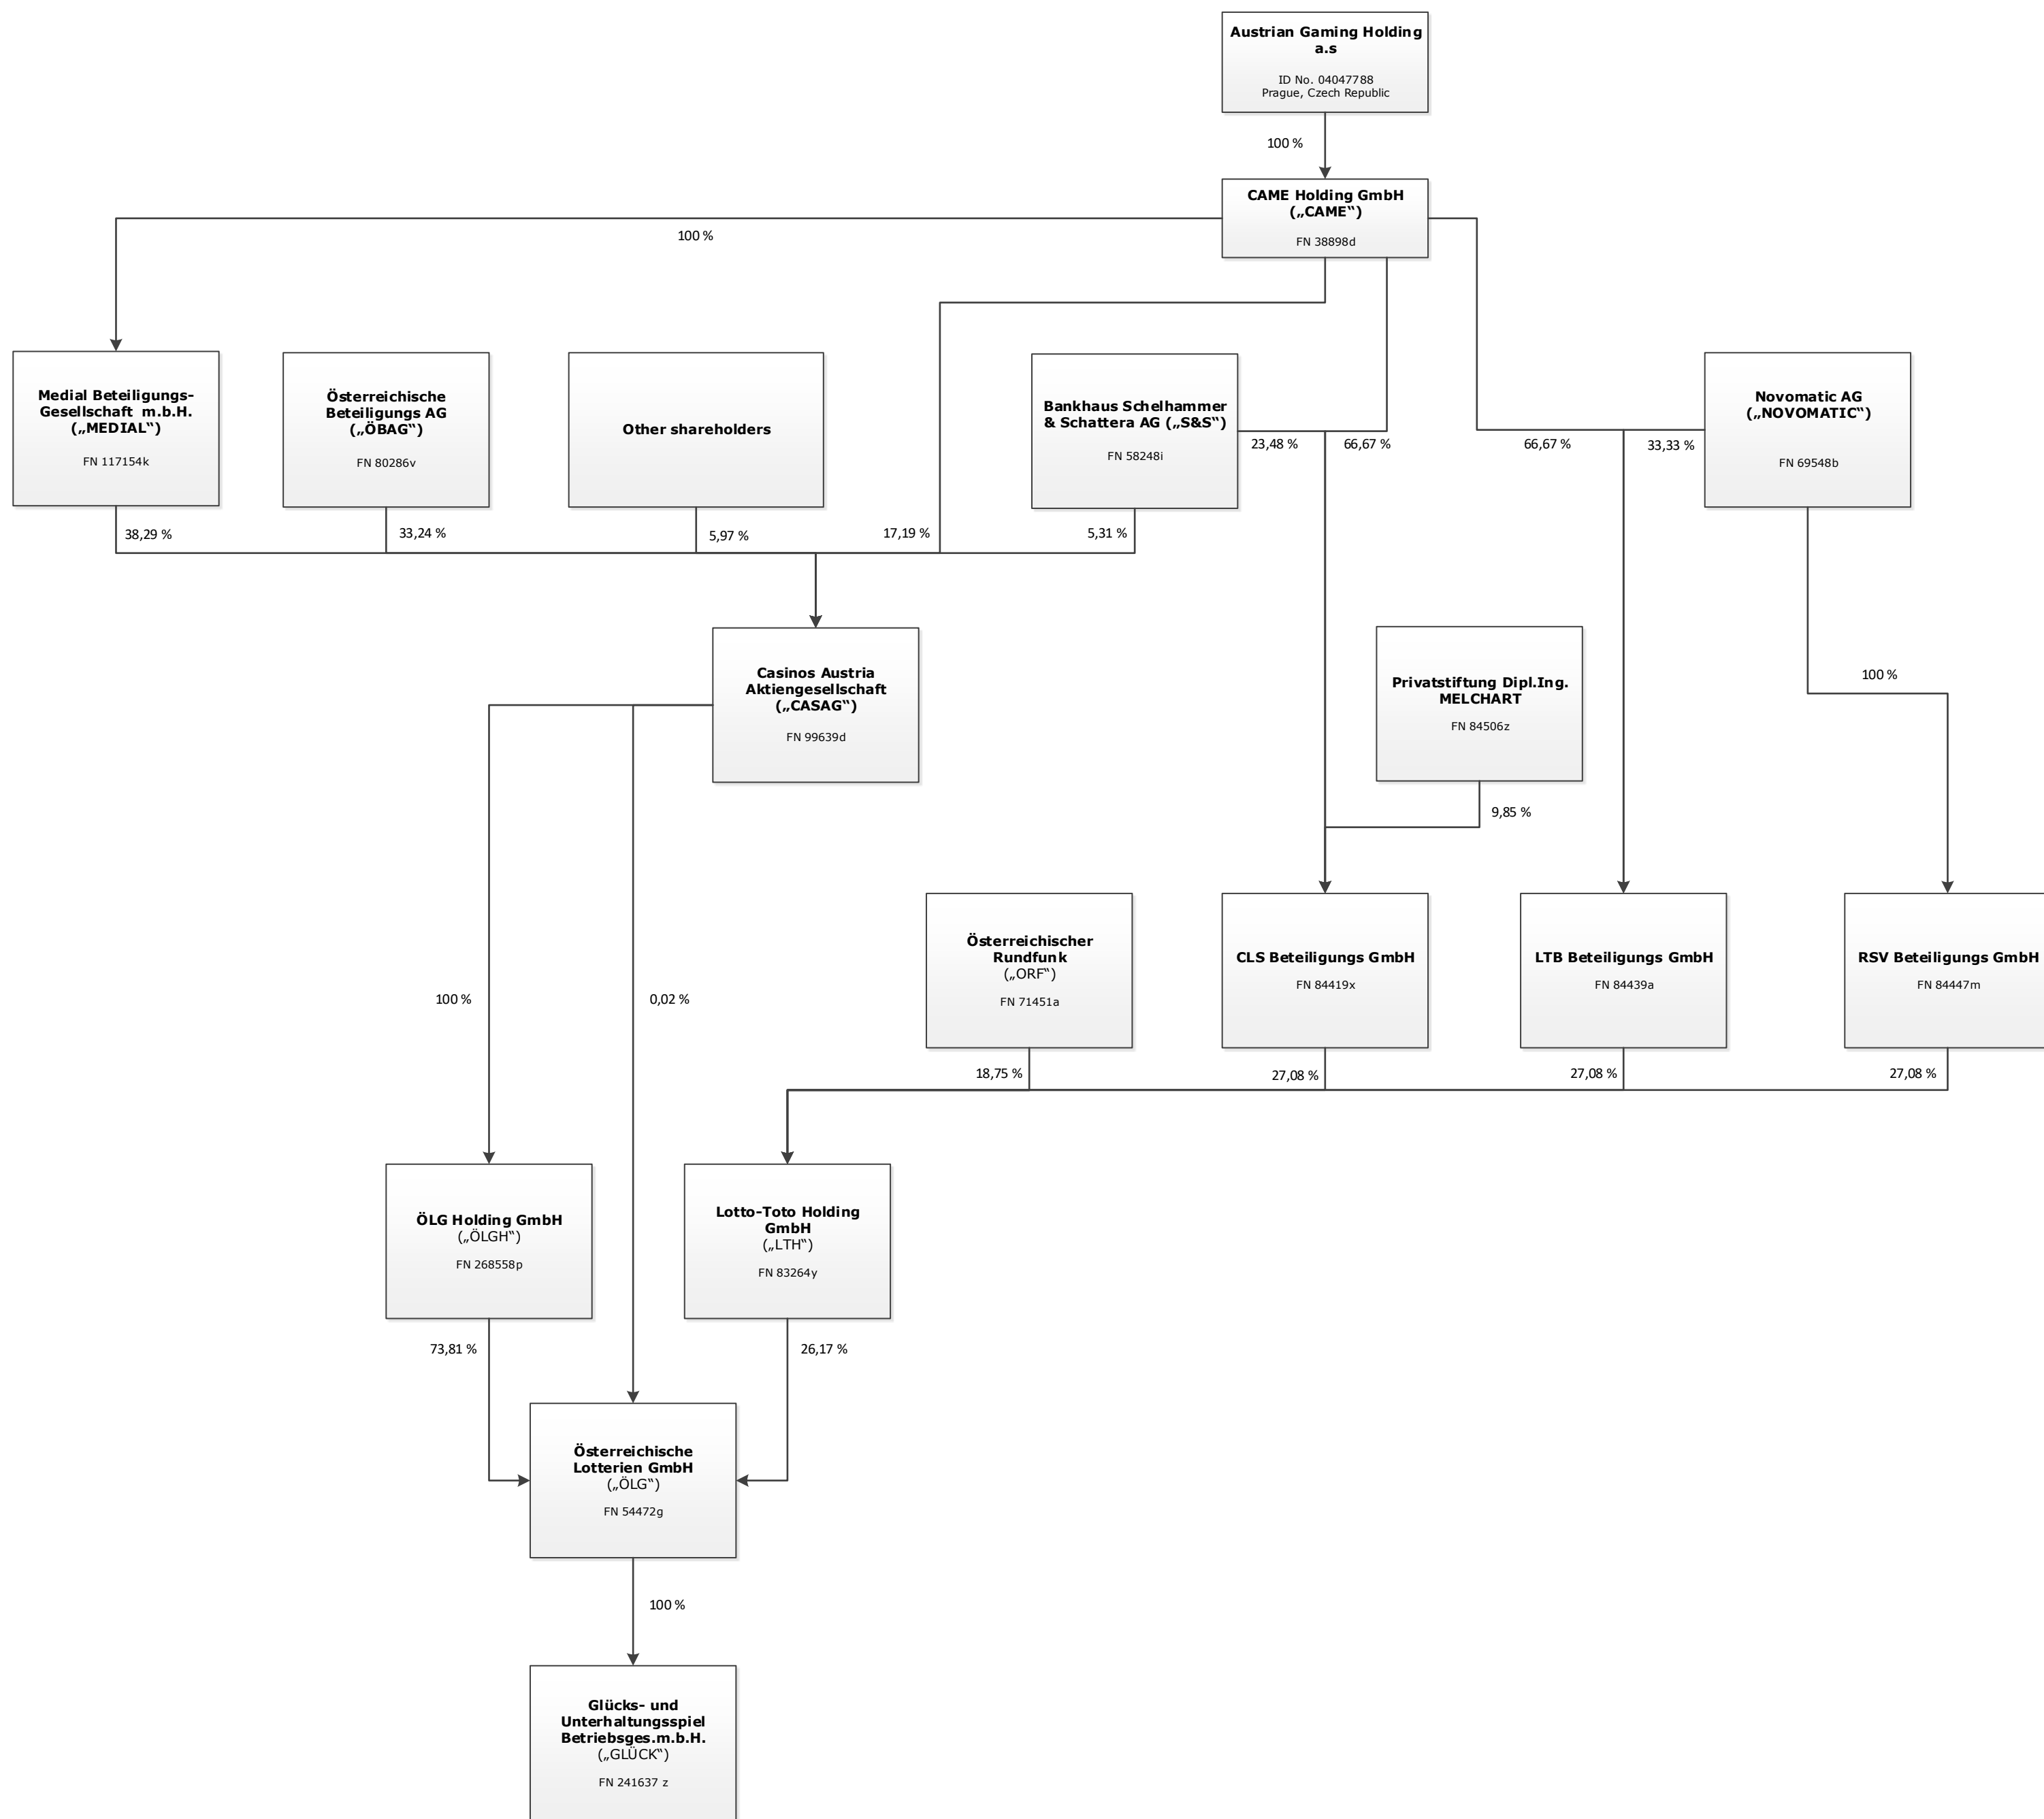 Austrian Gaming Holding
a.s
ID No. 04047788
Prague, Czech Republic
100 %
CAME Holding GmbH
(„CAME“)
FN 38898d
100 %
Medial Beteiligungs-
Gesellschaft m.b.H.
(„MEDIAL“)
FN 117154k
Österreichische
Beteiligungs AG
(„ÖBAG“)
FN 80286v
Other shareholders
Bankhaus Schelhammer
& Schattera AG („S&S“)
FN 58248i
Novomatic AG
(„NOVOMATIC“)
FN 69548b
23,48 %
66,67 %
66,67 %
33,33 %
38,29 %
33,24 %
5,97 %
17,19 %
5,31 %
Casinos Austria
Aktiengesellschaft
(„CASAG“)
FN 99639d
Privatstiftung Dipl.Ing.
MELCHART
FN 84506z
100 %
9,85 %
Österreichischer
Rundfunk
(„ORF“)
FN 71451a
CLS Beteiligungs GmbH
FN 84419x
LTB Beteiligungs GmbH
FN 84439a
RSV Beteiligungs GmbH
FN 84447m
100 %
0,02 %
18,75 %
27,08 %
27,08 %
27,08 %
ÖLG Holding GmbH
(„ÖLGH“)
FN 268558p
Lotto-Toto Holding
GmbH
(„LTH“)
FN 83264y
73,81 %
26,17 %
Österreichische
Lotterien GmbH
(„ÖLG“)
FN 54472g
100 %
Glücks- und
Unterhaltungsspiel
Betriebsges.m.b.H.
(„GLÜCK“)
FN 241637 z